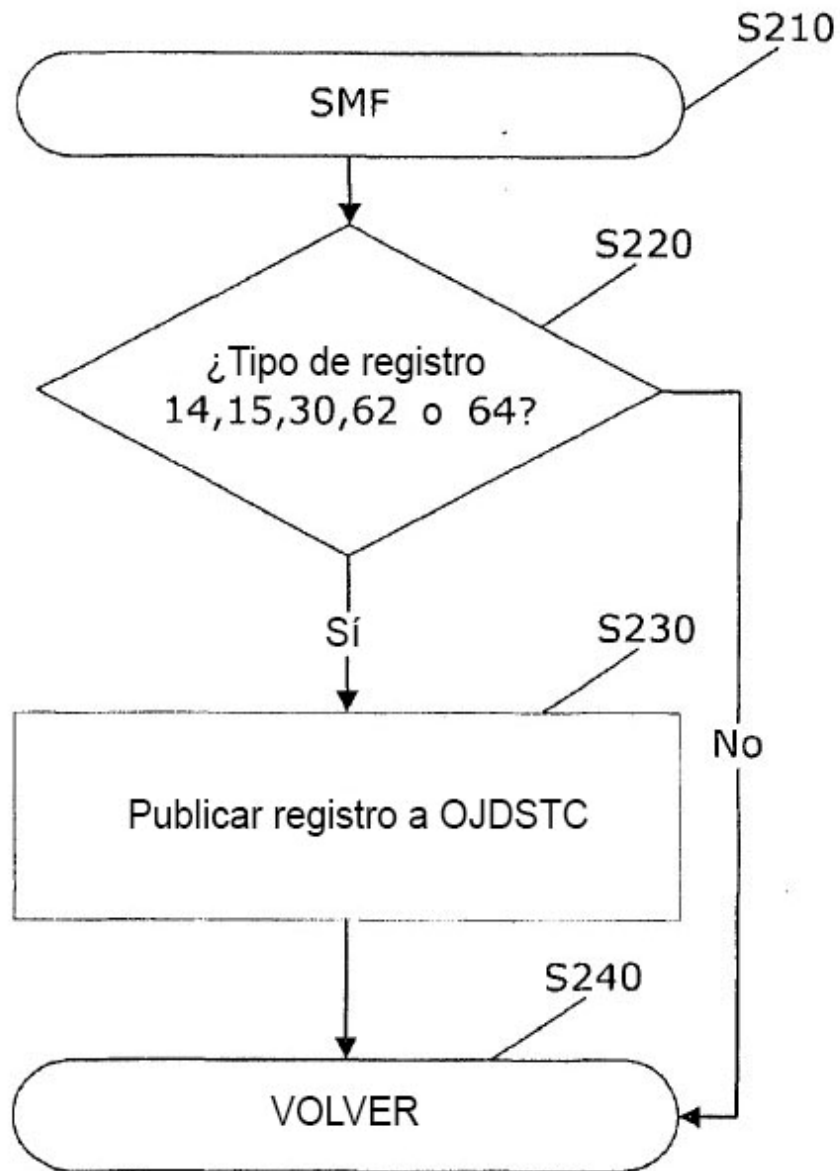 S210
SMF
S220
¿Tipo de registro
14,15,30,62 o 64?
Sí
S230
No
Publicar registro a OJDSTC
S240
VOLVER